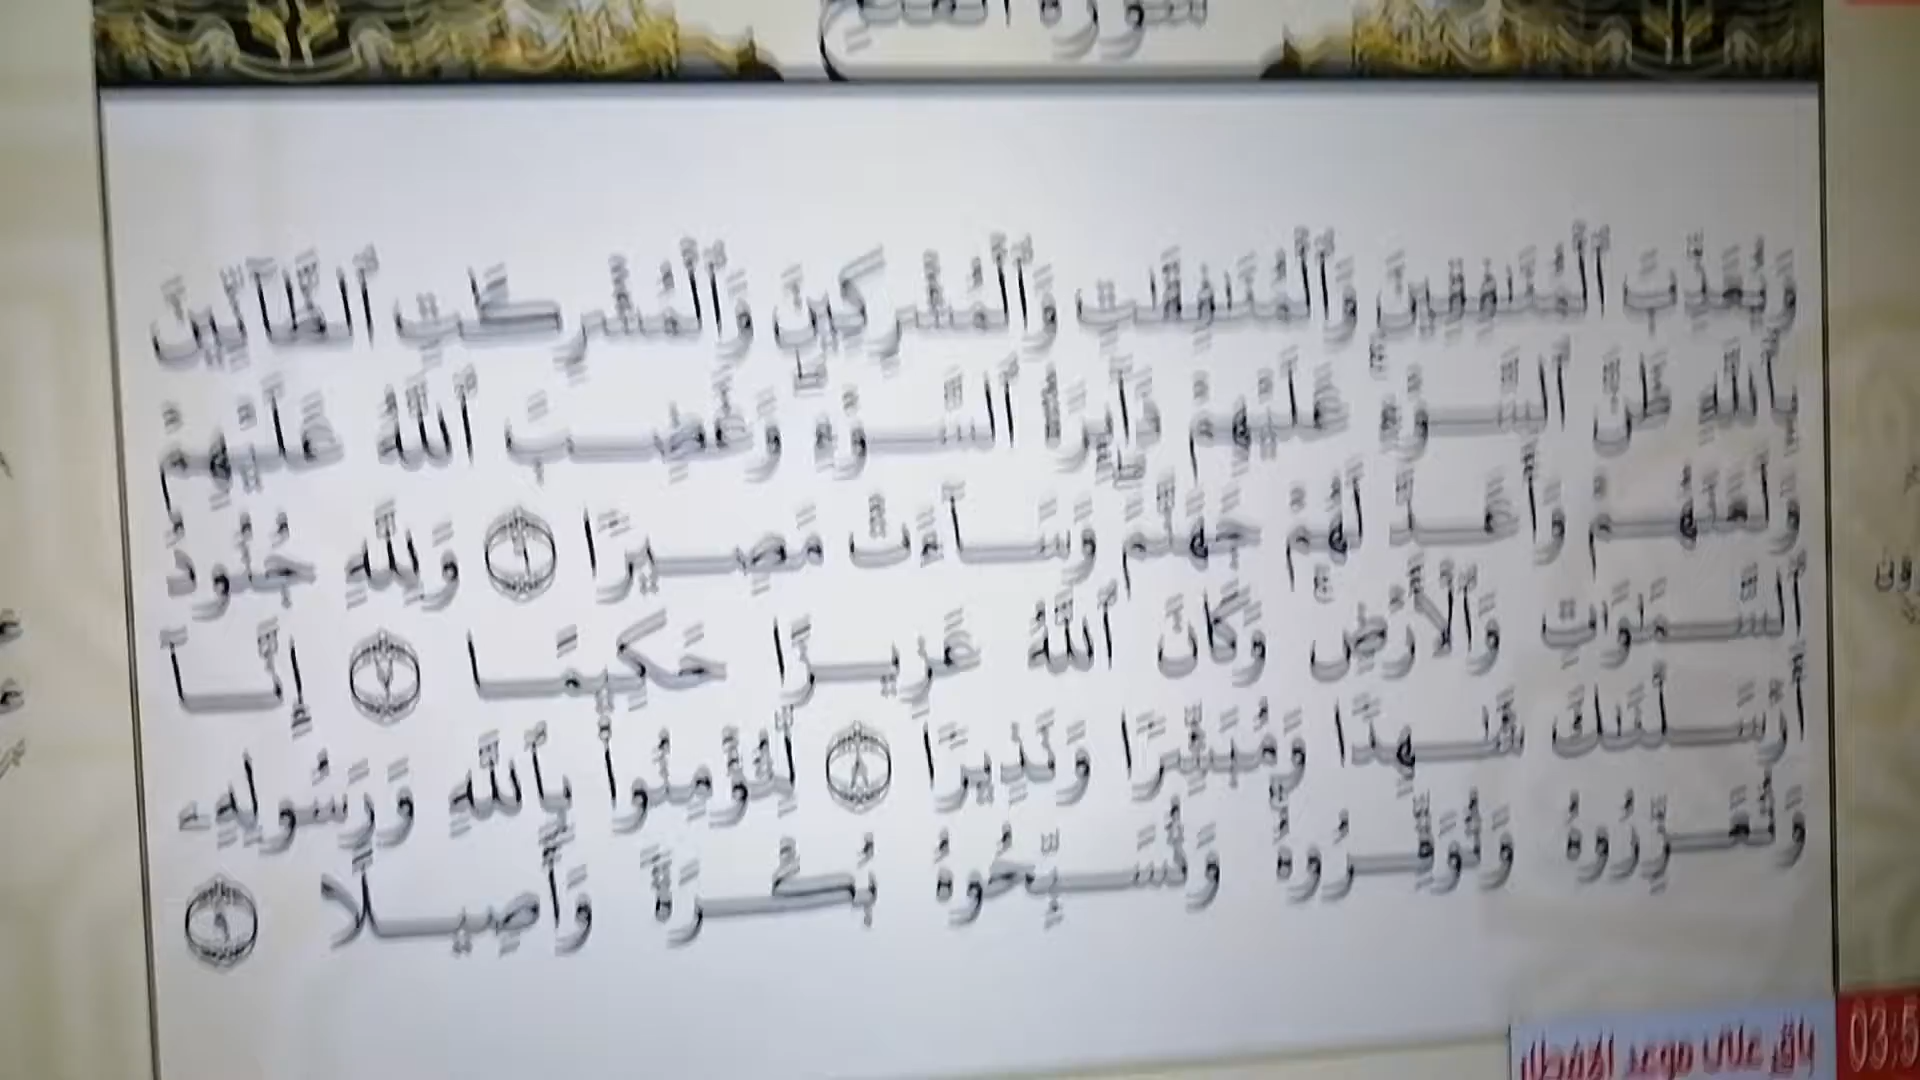 سورة الفتح
وَيُعَذِّبَ ٱلْمُنَٰفِقِينَ وَٱلْمُنَٰفِقَٰتِ وَٱلْمُشْرِكِينَ وَٱلْمُشْرِكَٰتِ ٱلظَّآنِّينَ
بِٱللَّهِ ظَنَّ ٱلسَّوْءِ ۚ عَلَيْهِمْ دَآئِرَةُ ٱلسَّوْءِ ۖ وَغَضِبَ ٱللَّهُ عَلَيْهِمْ
وَلَعَنَهُمْ وَأَعَدَّ لَهُمْ جَهَنَّمَ ۖ وَسَآءَتْ مَصِيرًا ٦ وَلِلَّهِ جُنُودُ
ٱلسَّمَٰوَٰتِ وَٱلْأَرْضِ ۚ وَكَانَ ٱللَّهُ عَزِيزًا حَكِيمًا ٧ إِنَّآ
أَرْسَلْنَٰكَ شَٰهِدًا وَمُبَشِّرًا وَنَذِيرًا ٨ لِّتُؤْمِنُوا۟ بِٱللَّهِ وَرَسُولِهِۦ
وَتُعَزِّرُوهُ وَتُوَقِّرُوهُ وَتُسَبِّحُوهُ بُكْرَةً وَأَصِيلًا ٩
باق على موعد الإفطار 03:5